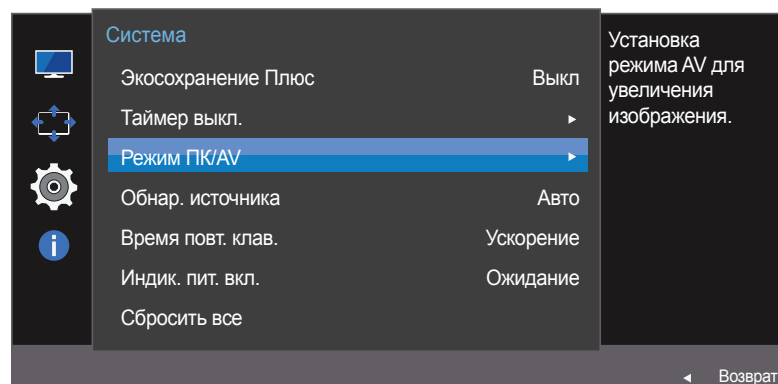 Система
Экосохранение Плюс Выкл
Таймер выкл.
Режим ПК/AV
Обнар. источника Авто
Время повт. клав. Ускорение
Индик. пит. вкл. Ожидание
Сбросить все
Установка
режима AV для
увеличения
изображения.
Возврат